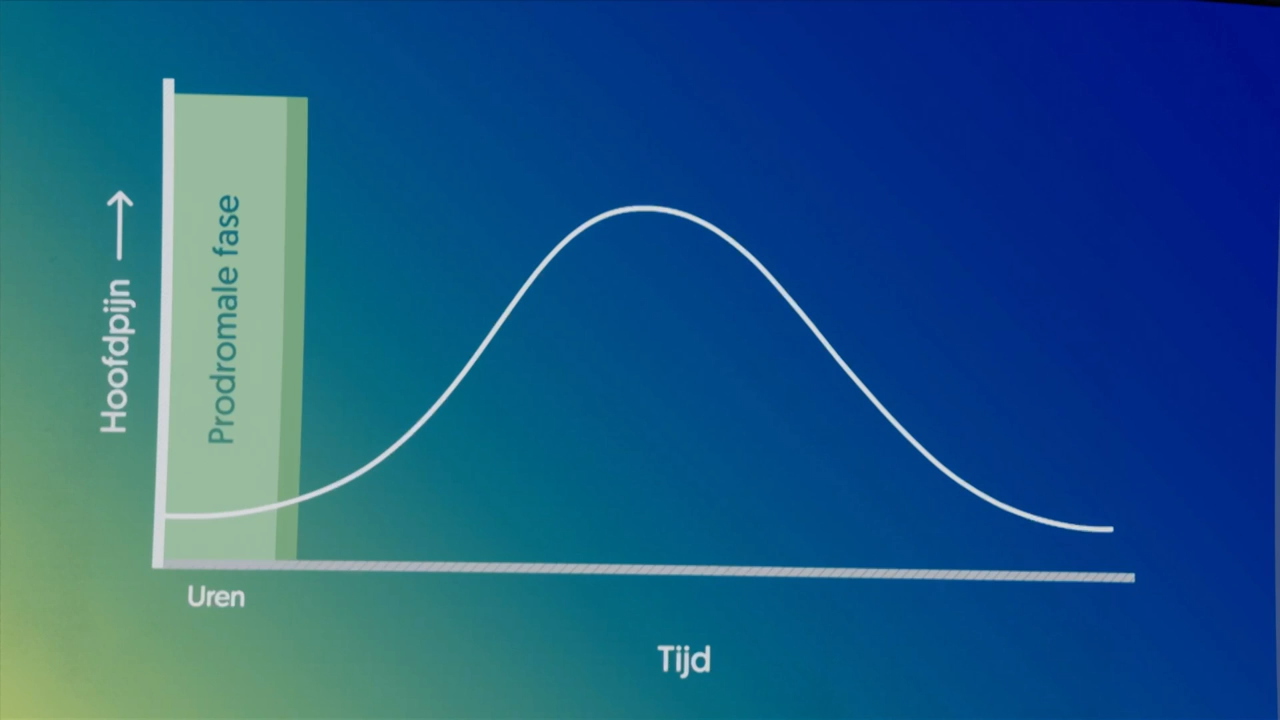 Hoofdpijn →
Prodromale fase
Uren
Tijd